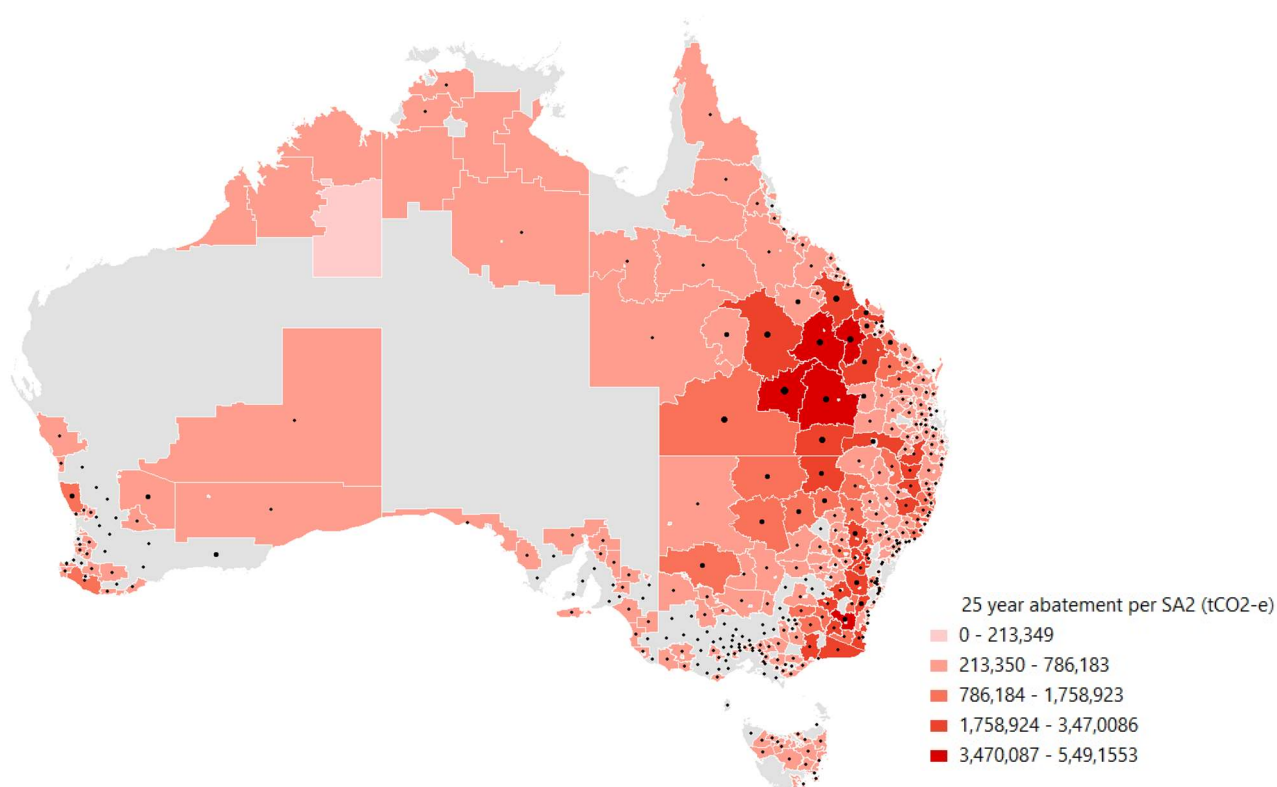 25 year abatement per SA2 (tCO2-e)
0 - 213,349
213,350 - 786,183
786,184 - 1,758,923
1,758,924 - 3,47,0086
3,470,087 - 5,49,1553